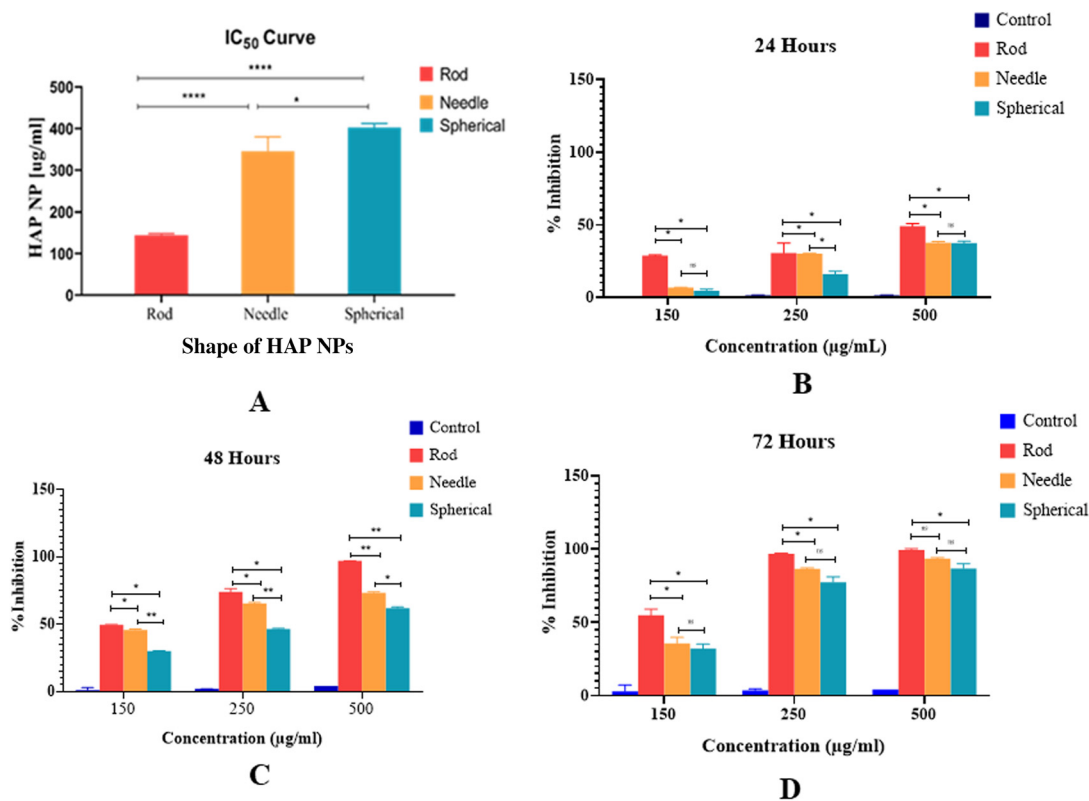 IC50 Curve
Rod
Needle
Spherical
****
****
*
HAP NP [ug/ml]
500
400
300
200
100
0
Rod Needle Spherical
Shape of HAP NPs
A
24 Hours
Control
Rod
Needle
Spherical
% Inhibition
150
100
50
0
*
*
ns
*
*
*
*
*
ns
150 250 500
Concentration (µg/mL)
B
48 Hours
Control
Rod
Needle
Spherical
%Inhibition
150
100
50
0
*
*
**
*
*
**
**
**
*
150 250 500
Concentration (µg/ml)
C
72 Hours
Control
Rod
Needle
Spherical
% Inhibition
150
100
50
0
*
*
ns
*
*
ns
*
ns
ns
150 250 500
Concentration (µg/ml)
D